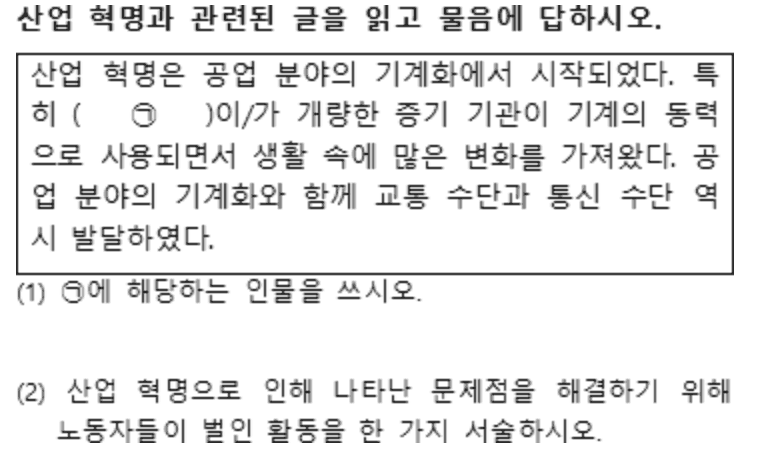 산업 혁명과 관련된 글을 읽고 물음에 답하시오.
산업 혁명은 공업 분야의 기계화에서 시작되었다. 특
히 ( ㉠ )이/가 개량한 증기 기관이 기계의 동력
으로 사용되면서 생활 속에 많은 변화를 가져왔다. 공
업 분야의 기계화와 함께 교통 수단과 통신 수단 역
시 발달하였다.
(1) ㉠에 해당하는 인물을 쓰시오.
(2) 산업 혁명으로 인해 나타난 문제점을 해결하기 위해
노동자들이 벌인 활동을 한 가지 서술하시오.